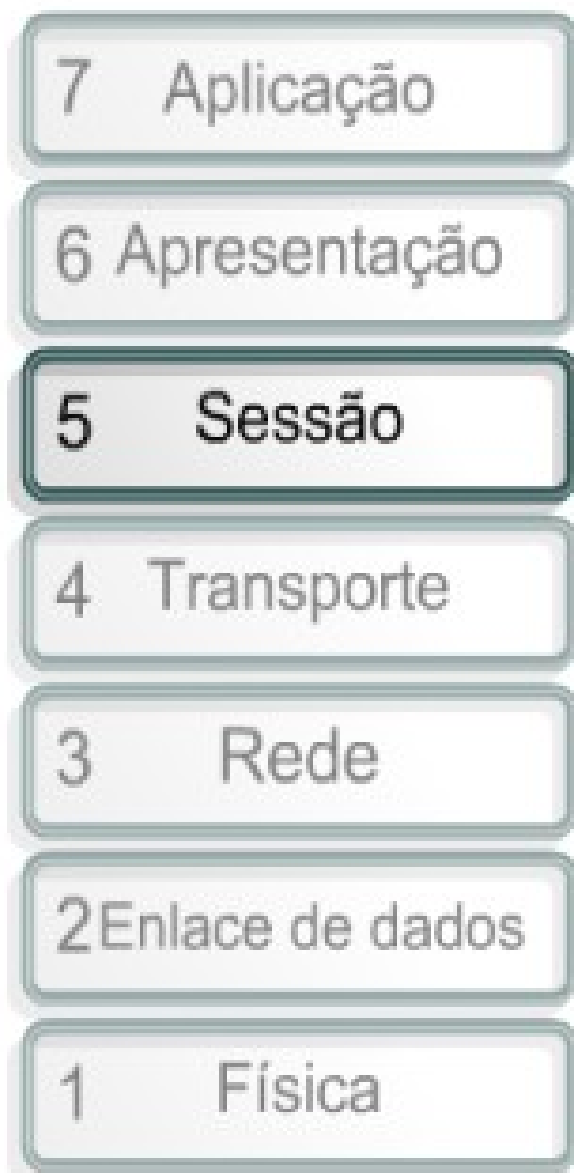 7 Aplicação
6 Apresentação
5 Sessão
4 Transporte
3 Rede
2 Enlace de dados
1 Física